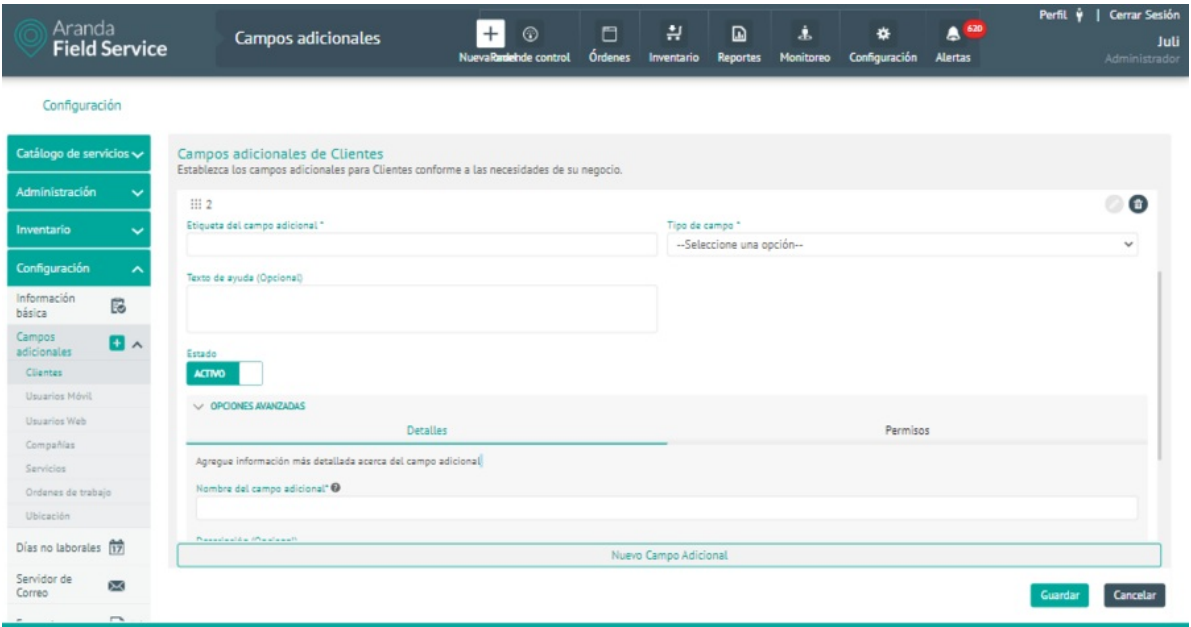 Aranda
Field Service
Campos adicionales
Perfil | Cerrar Sesión
620
Órdenes Inventario Reportes Monitoreo Configuración Alertas
Juli
Administrador
Configuración
Catálogo de servicios
Administración
Inventario
Configuración
Información
básica
Campos
adicionales
Clientes
Usuarios Móvil
Usuarios Web
Compañías
Servicios
Ordenes de trabajo
Ubicación
Días no laborales 17
Servidor de
Correo
Campos adicionales de Clientes
Establezca los campos adicionales para Clientes conforme a las necesidades de su negocio.
2
Etiqueta del campo adicional *
Tipo de campo *
--Seleccione una opción--
Texto de ayuda (Opcional)
Estado
ACTIVO
OPCIONES AVANZADAS
Detalles Permisos
Agregue información más detallada acerca del campo adicional
Nombre del campo adicional*
Descripción (Opcional)
Nuevo Campo Adicional
Guardar Cancelar